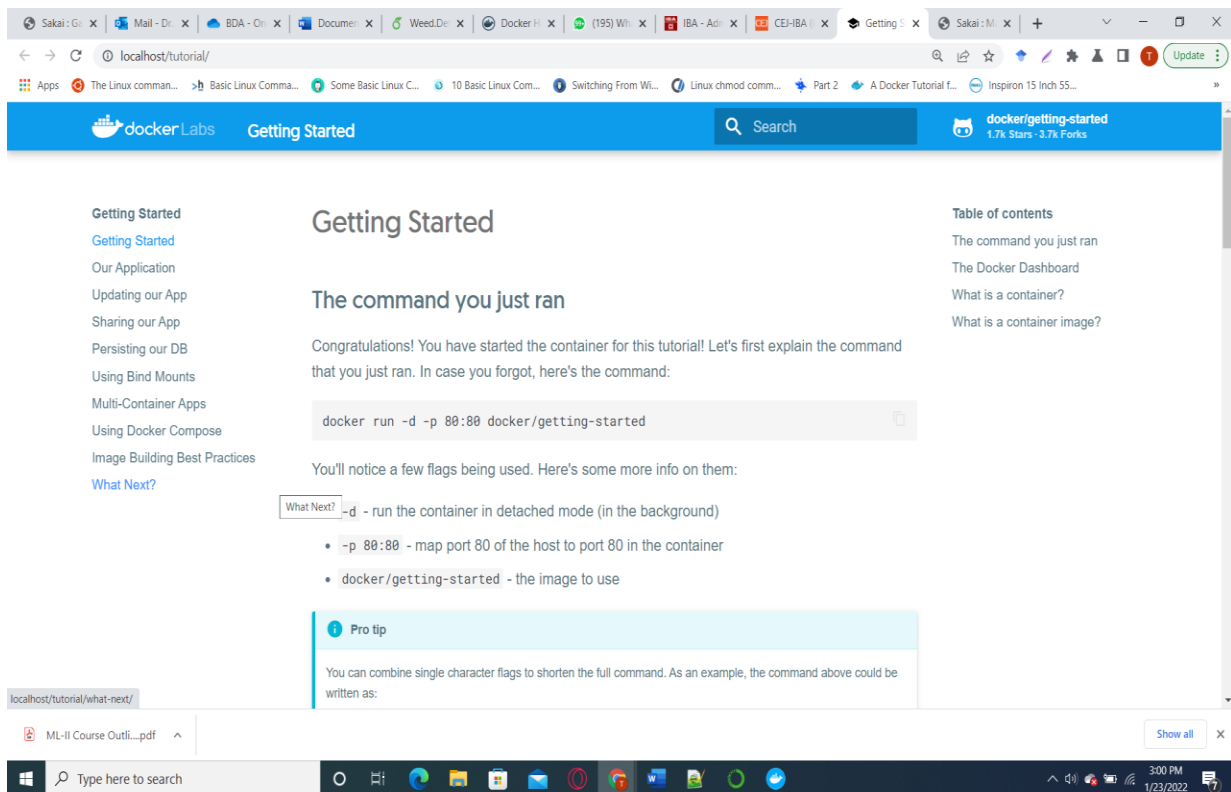 Sakai : Ga
Mail - Dr.
BDA - On
Documen
Weed.De
Docker H
(195) Wh
IBA - Adm
CEJ-IBA
Getting S
Sakai : M
localhost/tutorial/
Update
Apps
The Linux comman...
Basic Linux Comma...
Some Basic Linux C...
10 Basic Linux Com...
Switching From Wi...
Linux chmod comm...
Part 2
A Docker Tutorial f...
Inspiron 15 Inch 55...
»
docker Labs
Getting Started
Search
docker/getting-started
1.7k Stars · 3.7k Forks
Getting Started
Getting Started
Our Application
Updating our App
Sharing our App
Persisting our DB
Using Bind Mounts
Multi-Container Apps
Using Docker Compose
Image Building Best Practices
What Next?
Getting Started
The command you just ran
Congratulations! You have started the container for this tutorial! Let's first explain the command
that you just ran. In case you forgot, here's the command:
docker run -d -p 80:80 docker/getting-started
You'll notice a few flags being used. Here's some more info on them:
What Next?
-d - run the container in detached mode (in the background)
• -p 80:80 - map port 80 of the host to port 80 in the container
• docker/getting-started - the image to use
Pro tip
You can combine single character flags to shorten the full command. As an example, the command above could be
written as:
Table of contents
The command you just ran
The Docker Dashboard
What is a container?
What is a container image?
localhost/tutorial/what-next/
ML-II Course Outli....pdf
Show all
Type here to search
3:00 PM
1/23/2022